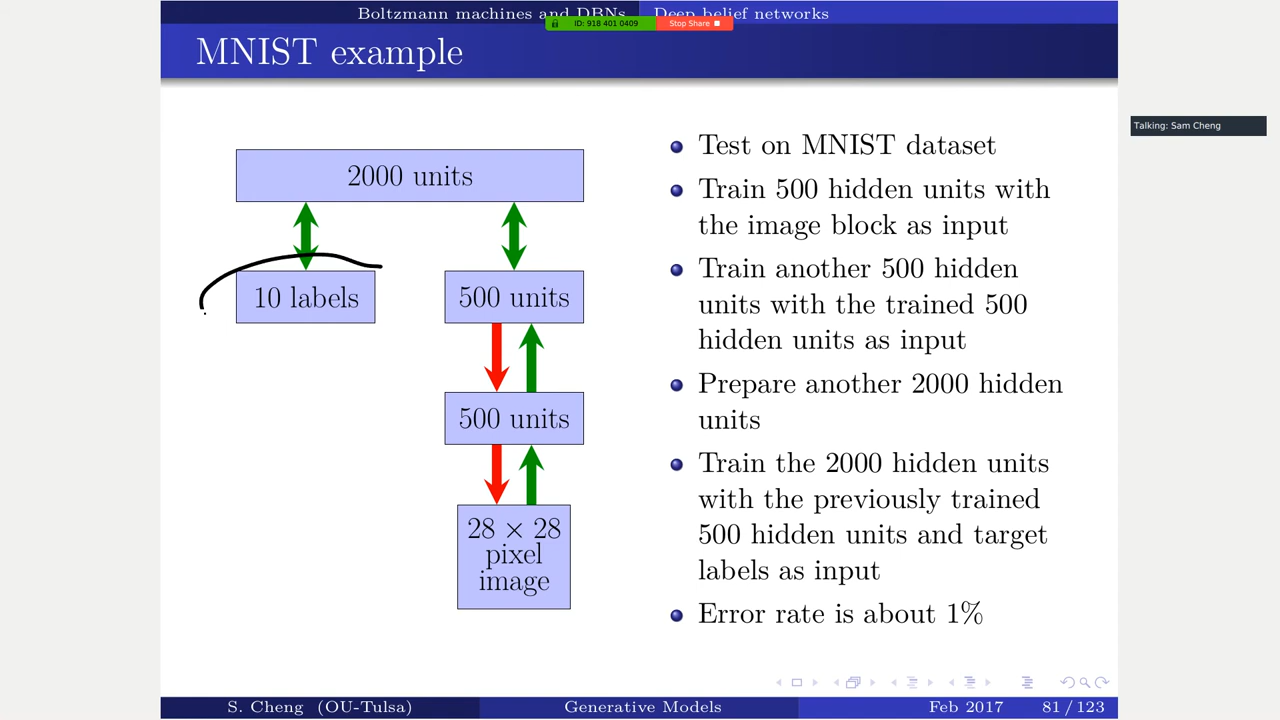 Boltzmann machines and DBNs Deep belief networks
ID: 918 401 0409 Stop Share
MNIST example
Talking: Sam Cheng
2000 units
10 labels
500 units
500 units
28 × 28
pixel
image
Test on MNIST dataset
Train 500 hidden units with
the image block as input
Train another 500 hidden
units with the trained 500
hidden units as input
Prepare another 2000 hidden
units
Train the 2000 hidden units
with the previously trained
500 hidden units and target
labels as input
Error rate is about 1%
S. Cheng (OU-Tulsa) Generative Models Feb 2017 81 / 123